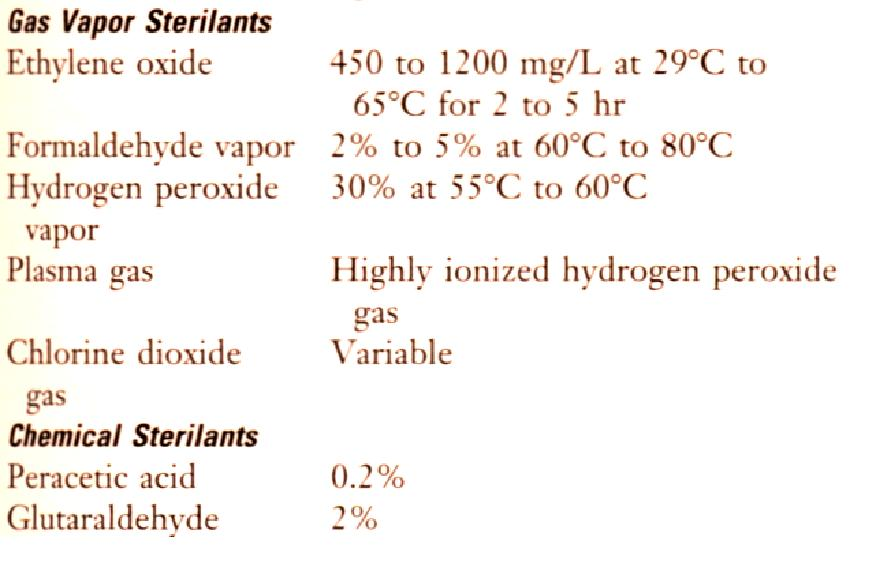 Gas Vapor Sterilants
Ethylene oxide 450 to 1200 mg/L at 29°C to
65°C for 2 to 5 hr
Formaldehyde vapor 2% to 5% at 60°C to 80°C
Hydrogen peroxide 30% at 55°C to 60°C
vapor
Plasma gas Highly ionized hydrogen peroxide
gas
Chlorine dioxide Variable
gas
Chemical Sterilants
Peracetic acid 0.2%
Glutaraldehyde 2%